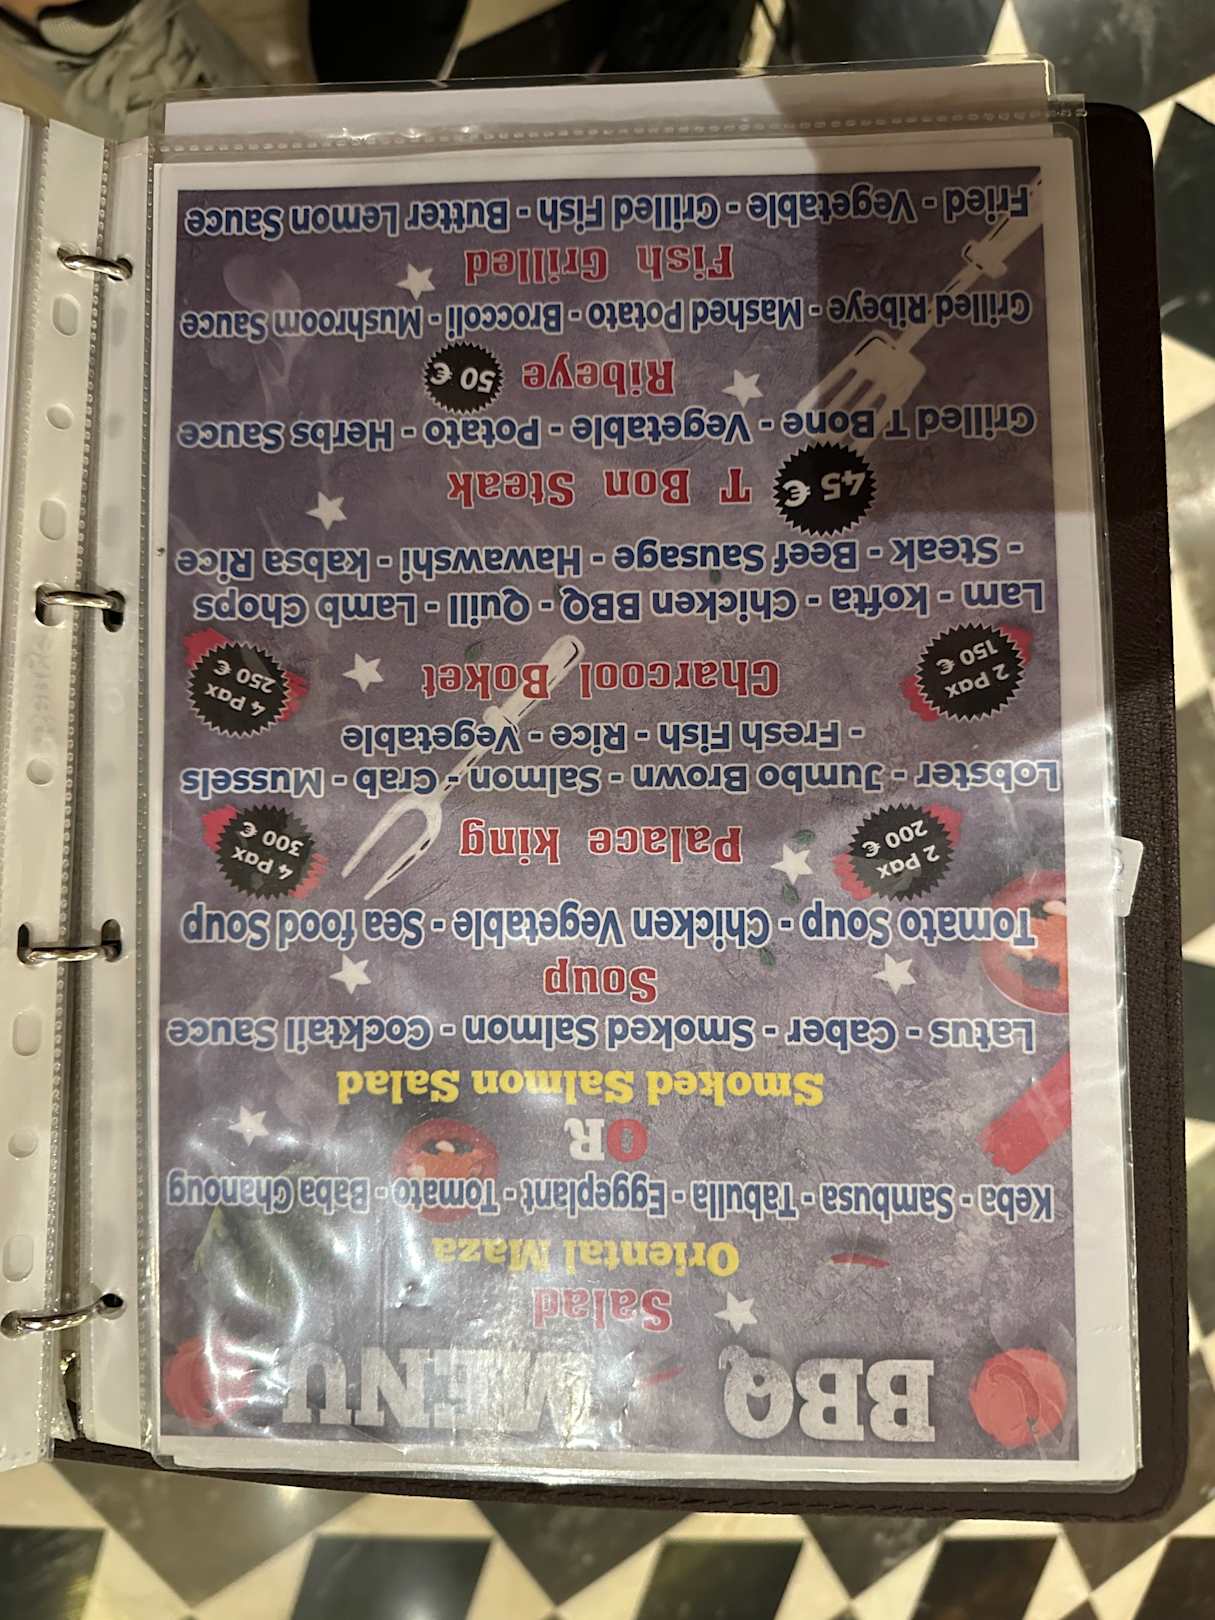 BBQ MENU
Salad
Oriental Maza
Keba - Sambusa - Tabulla - Eggeplant - Tomato - Baba Ghanoug
OR
Smoked Salmon Salad
Latus - Caber - Smoked Salmon - Cocktail Sauce
Soup
Tomato Soup - Chicken Vegetable - Sea food Soup
2 Pax
200 €
Palace king
4 Pax
300 €
Lobster - Jumbo Brown - Salmon - Crab - Mussels
- Fresh Fish - Rice - Vegetable
2 Pax
150 €
Charcool Boket
4 Pax
250 €
Lam - kofta - Chicken BBQ - Quill - Lamb Chops
- Steak - Beef Sausage - Hawawshi - Kabsa Rice
45 €
T Bon Steak
Grilled T Bone - Vegetable - Potato - Herbs Sauce
Ribeye
50 €
Grilled Ribeye - Mashed Potato - Broccoli - Mushroom Sauce
Fish Grilled
Fried - Vegetable - Grilled Fish - Butter Lemon Sauce